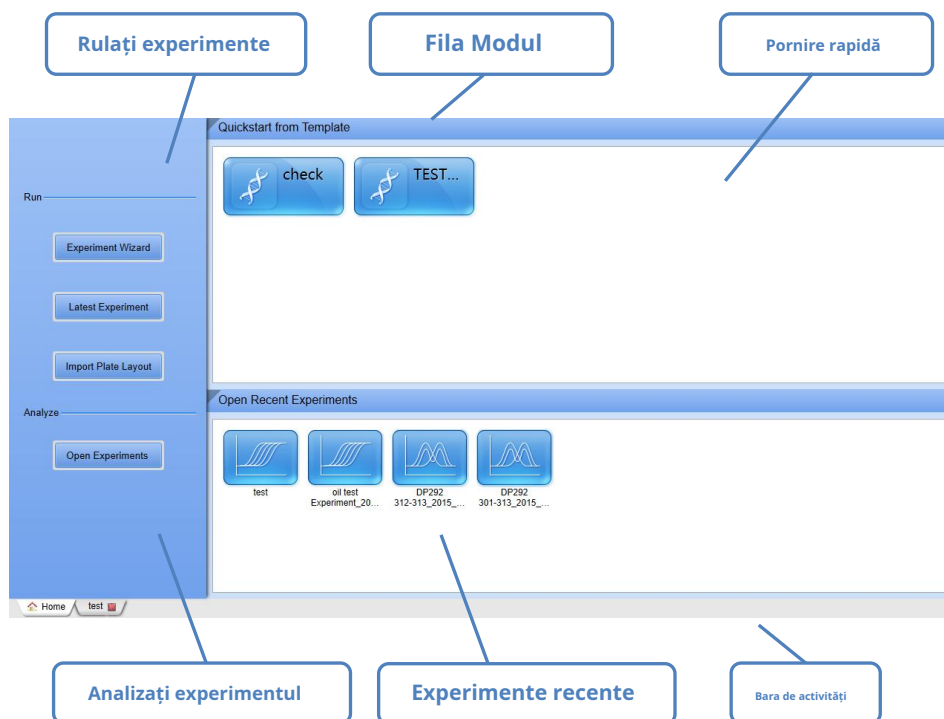 Rulați experimente
Fila Modul
Pornire rapidă
Quickstart from Template
check
TEST...
Run
Experiment Wizard
Latest Experiment
Import Plate Layout
Open Recent Experiments
Analyze
Open Experiments
test
oil test
Experiment_20...
DP292
312-313_2015_...
DP292
301-313_2015_...
Home
test
Analizați experimentul
Experimente recente
Bara de activități